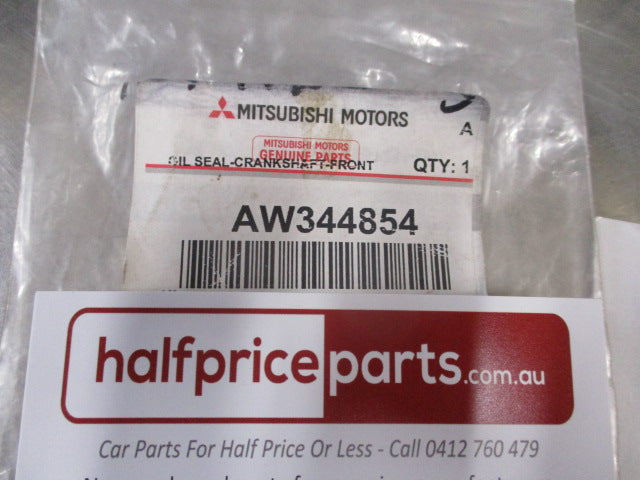 MITSUBISHI MOTORS
A
MITSUBISHI MOTORS
GENUINE PARTS
OIL SEAL-CRANKSHAFT-FRONT QTY: 1
AW344854
halfpriceparts.com.au
Car Parts For Half Price Or Less - Call 0412 760 479